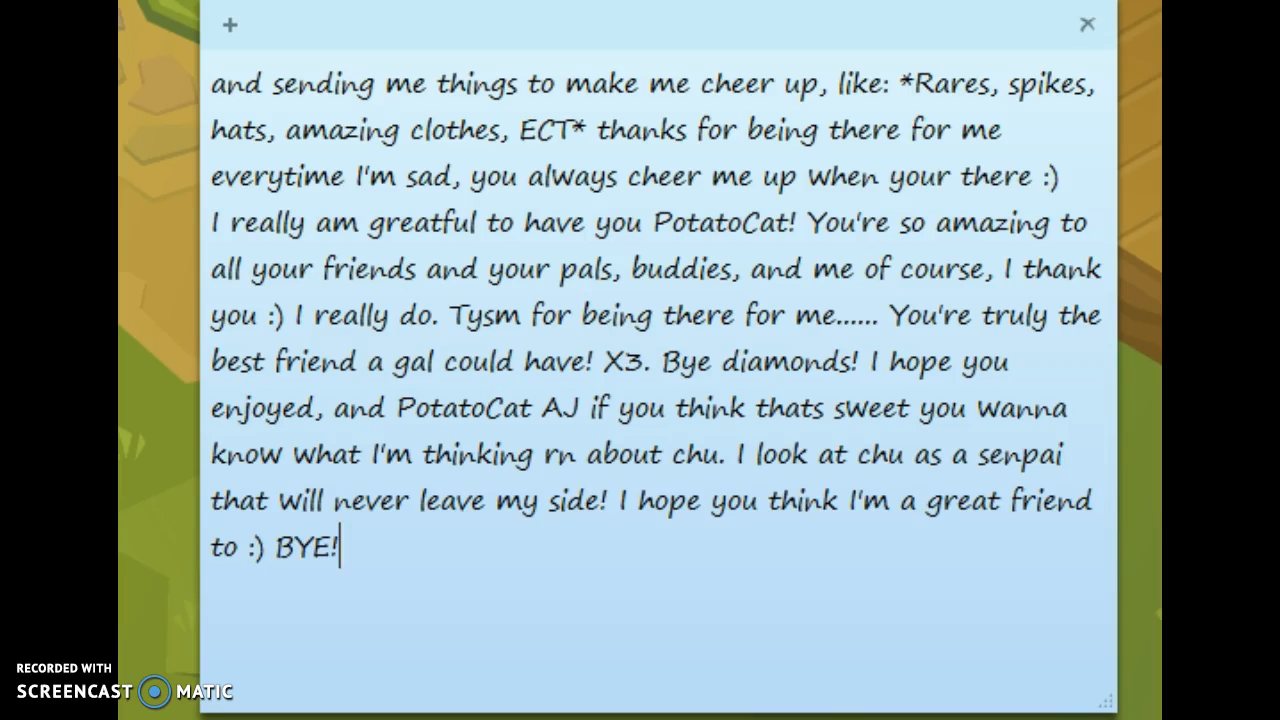 and sending me things to make me cheer up, like: *Rares, spikes,
hats, amazing clothes, ECT* thanks for being there for me
everytime I'm sad, you always cheer me up when your there :)
I really am greatful to have you PotatoCat! You're so amazing to
all your friends and your pals, buddies, and me of course, I thank
you :) I really do. Tysm for being there for me...... You're truly the
best friend a gal could have! X3. Bye diamonds! I hope you
enjoyed, and PotatoCat AJ if you think thats sweet you wanna
know what I'm thinking rn about chu. I look at chu as a senpai
that will never leave my side! I hope you think I'm a great friend
to :) BYE!
RECORDED WITH
SCREENCAST MATIC